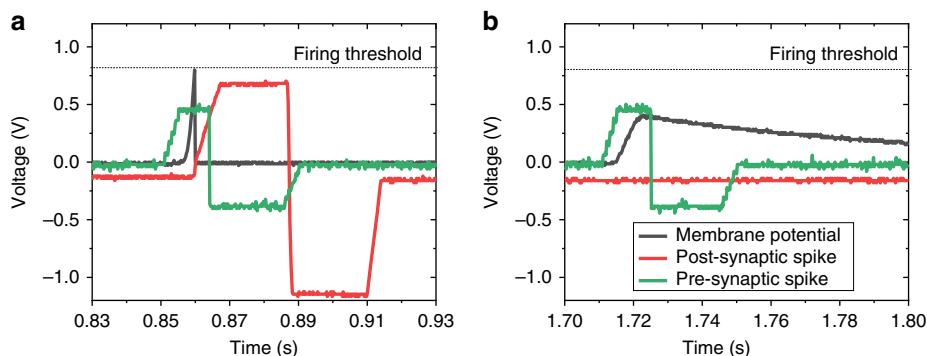 a
1.0
0.5
0.0
–0.5
–1.0
Voltage (V)
Firing threshold
0.83
0.85
0.87
0.89
0.91
0.93
Time (s)
b
1.0
0.5
0.0
–0.5
–1.0
Voltage (V)
Firing threshold
Membrane potential
Post-synaptic spike
Pre-synaptic spike
1.70
1.72
1.74
1.76
1.78
1.80
Time (s)